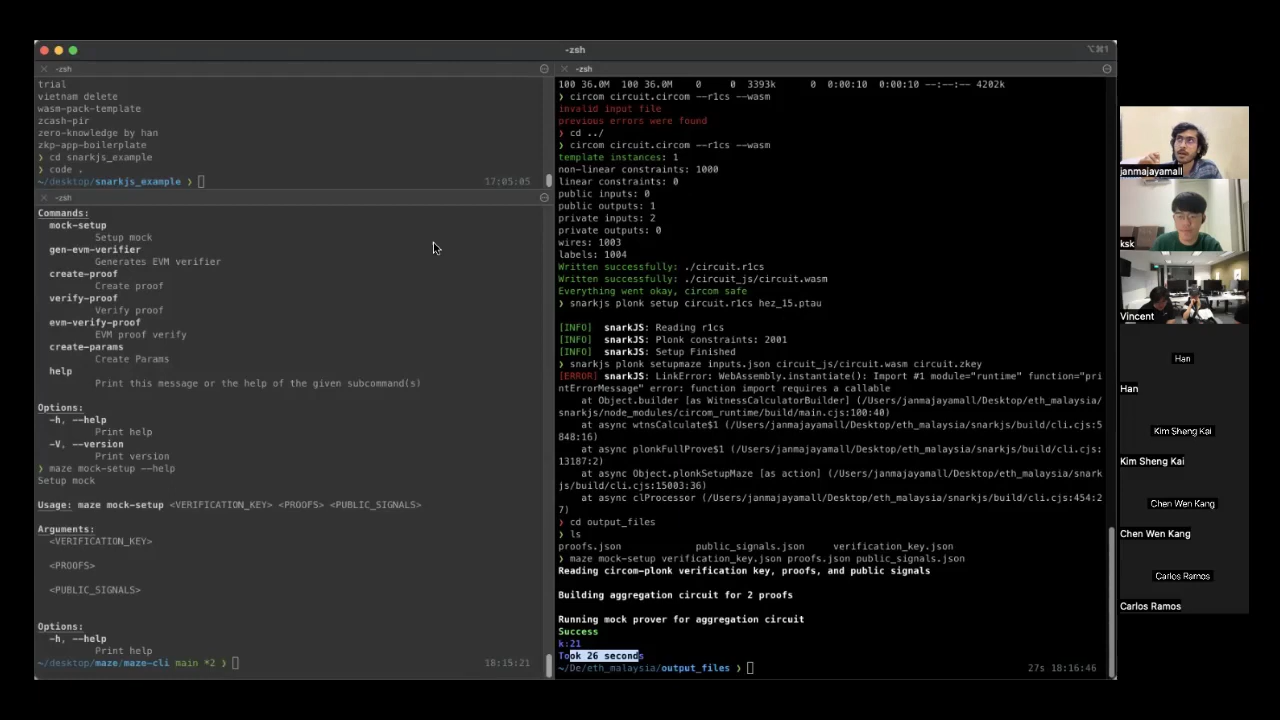 -zsh
⌥⌘1
-zsh
trial
vietnam delete
wasm-pack-template
zcash-pir
zero-knowledge by han
zkp-app-boilerplate
❯ cd snarkjs_example
❯ code .
~/desktop/snarkjs_example ❯ 17:05:05
-zsh
Commands:
mock-setup
Setup mock
gen-evm-verifier
Generates EVM verifier
create-proof
Create proof
verify-proof
Verify proof
evm-verify-proof
EVM proof verify
create-params
Create Params
help
Print this message or the help of the given subcommand(s)
Options:
-h, --help
Print help
-V, --version
Print version
❯ maze mock-setup --help
Setup mock
Usage: maze mock-setup <VERIFICATION_KEY> <PROOFS> <PUBLIC_SIGNALS>
Arguments:
<VERIFICATION_KEY>
<PROOFS>
<PUBLIC_SIGNALS>
Options:
-h, --help
Print help
~/desktop/maze/maze-cli main *2 ❯ 18:15:21
-zsh
100 36.0M 100 36.0M 0 0 3393k 0 0:00:10 0:00:10 --:--:-- 4202k
❯ circom circuit.circom --r1cs --wasm
invalid input file
previous errors were found
❯ cd ../
❯ circom circuit.circom --r1cs --wasm
template instances: 1
non-linear constraints: 1000
linear constraints: 0
public inputs: 0
public outputs: 1
private inputs: 2
private outputs: 0
wires: 1003
labels: 1004
Written successfully: ./circuit.r1cs
Written successfully: ./circuit_js/circuit.wasm
Everything went okay, circom safe
❯ snarkjs plonk setup circuit.r1cs hez_15.ptau
[INFO] snarkJS: Reading r1cs
[INFO] snarkJS: Plonk constraints: 2001
[INFO] snarkJS: Setup Finished
❯ snarkjs plonk setupmaze inputs.json circuit_js/circuit.wasm circuit.zkey
[ERROR] snarkJS: LinkError: WebAssembly.instantiate(): Import #1 module="runtime" function="pri
ntErrorMessage" error: function import requires a callable
at Object.builder [as WitnessCalculatorBuilder] (/Users/janmajayamall/Desktop/eth_malaysia/
snarkjs/node_modules/circom_runtime/build/main.cjs:100:40)
at async wtnsCalculate$1 (/Users/janmajayamall/Desktop/eth_malaysia/snarkjs/build/cli.cjs:5
848:16)
at async plonkFullProve$1 (/Users/janmajayamall/Desktop/eth_malaysia/snarkjs/build/cli.cjs:
13187:2)
at async Object.plonkSetupMaze [as action] (/Users/janmajayamall/Desktop/eth_malaysia/snark
js/build/cli.cjs:15003:36)
at async clProcessor (/Users/janmajayamall/Desktop/eth_malaysia/snarkjs/build/cli.cjs:454:2
7)
❯ cd output_files
❯ ls
proofs.json public_signals.json verification_key.json
❯ maze mock-setup verification_key.json proofs.json public_signals.json
Reading circom-plonk verification key, proofs, and public signals
Building aggregation circuit for 2 proofs
Running mock prover for aggregation circuit
Success
k:21
Took 26 seconds
~/De/eth_malaysia/output_files ❯ 27s 18:16:46
janmajayamall
ksk
Vincent
Han
Han
Kim Sheng Kai
Kim Sheng Kai
Chen Wen Kang
Chen Wen Kang
Carlos Ramos
Carlos Ramos